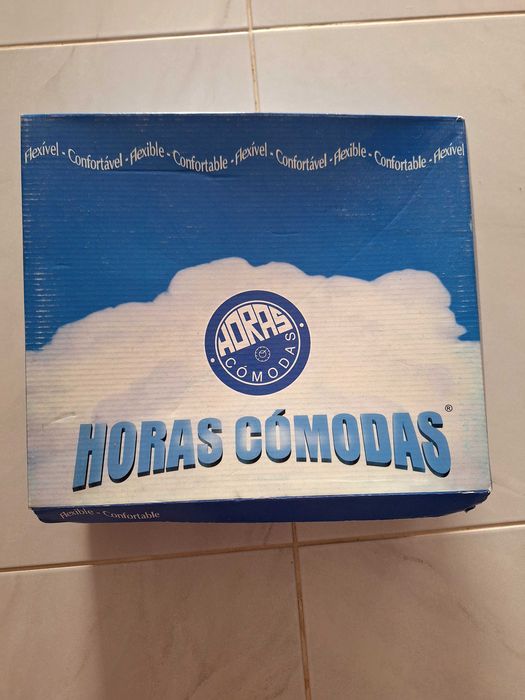 flexível - Confortável - flexible - Confortable - flexível - Confortável - flexible - Confortable - flexível
HORAS
CÓMODAS
HORAS CÓMODAS®
flexible - Confortable